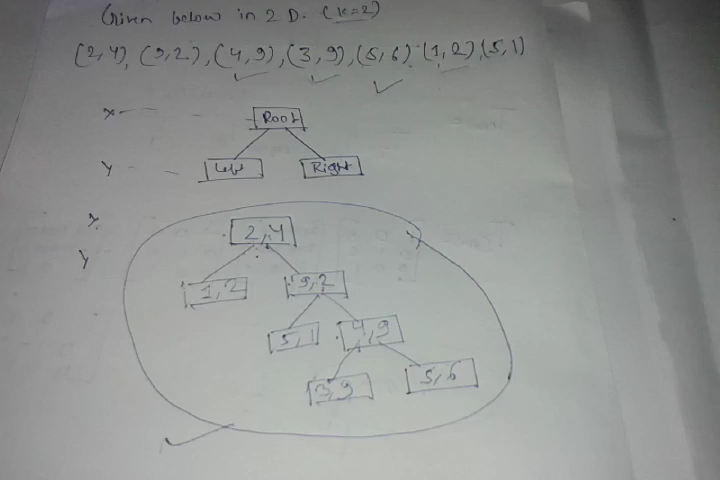 Given below in 2 D. (k=2)
(2,4), (9,2), (4,9), (3,9), (5,6), (1,2) (5,1)
x
Root
y
Left Right
x
2,4
y
1,2 9,2
5,1 4,9
3,9 5,6